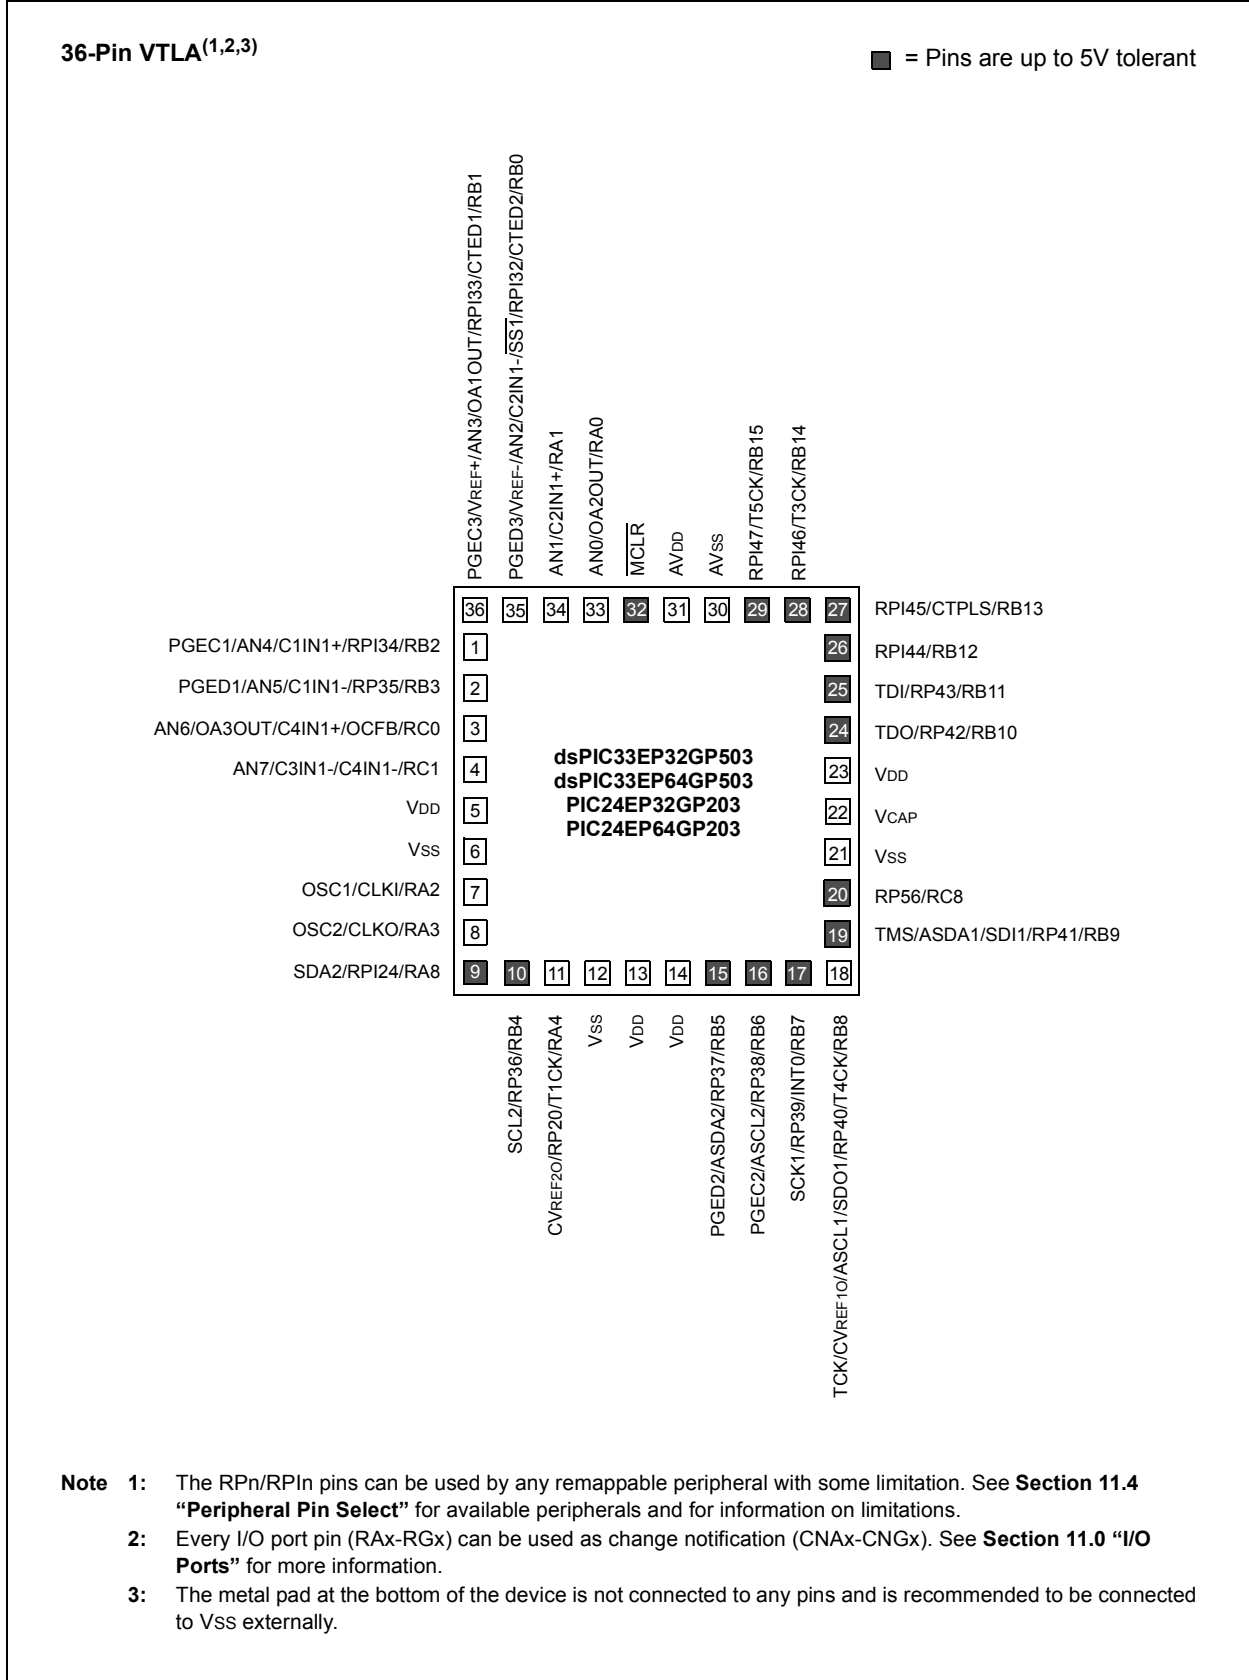 36-Pin VTLA(1,2,3)
= Pins are up to 5V tolerant
PGEC3/VREF+/AN3/OA1OUT/RPI33/CTED1/RB1
PGED3/VREF-/AN2/C2IN1-/SS1/RPI32/CTED2/RB0
AN1/C2IN1+/RA1
AN0/OA2OUT/RA0
MCLR
AVDD
AVSS
RPI47/T5CK/RB15
RPI46/T3CK/RB14
36 35 34 33 32 31 30 29 28 27 RPI45/CTPLS/RB13
PGEC1/AN4/C1IN1+/RPI34/RB2 1 26 RPI44/RB12
PGED1/AN5/C1IN1-/RP35/RB3 2 25 TDI/RP43/RB11
AN6/OA3OUT/C4IN1+/OCFB/RC0 3 24 TDO/RP42/RB10
AN7/C3IN1-/C4IN1-/RC1 4 23 VDD
VDD 5 22 VCAP
VSS 6 21 VSS
OSC1/CLKI/RA2 7 20 RP56/RC8
OSC2/CLKO/RA3 8 19 TMS/ASDA1/SDI1/RP41/RB9
SDA2/RPI24/RA8 9 10 11 12 13 14 15 16 17 18
dsPIC33EP32GP503
dsPIC33EP64GP503
PIC24EP32GP203
PIC24EP64GP203
SCL2/RP36/RB4
CVREF2O/RP20/T1CK/RA4
VSS
VDD
VDD
PGED2/ASDA2/RP37/RB5
PGEC2/ASCL2/RP38/RB6
SCK1/RP39/INT0/RB7
TCK/CVREF1O/ASCL1/SDO1/RP40/T4CK/RB8
Note 1: The RPn/RPIn pins can be used by any remappable peripheral with some limitation. See Section 11.4
“Peripheral Pin Select” for available peripherals and for information on limitations.
2: Every I/O port pin (RAx-RGx) can be used as change notification (CNAx-CNGx). See Section 11.0 “I/O
Ports” for more information.
3: The metal pad at the bottom of the device is not connected to any pins and is recommended to be connected
to VSS externally.